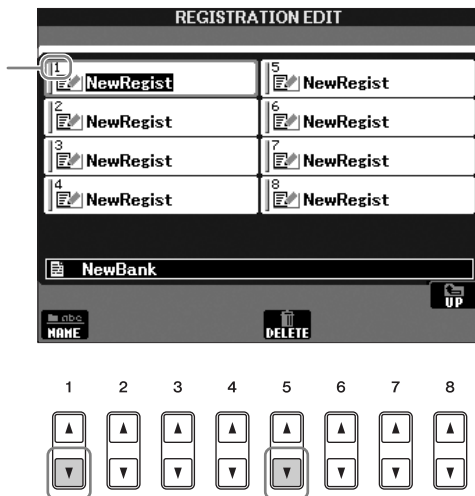 REGISTRATION EDIT
1 NewRegist
5 NewRegist
2 NewRegist
6 NewRegist
3 NewRegist
7 NewRegist
4 NewRegist
8 NewRegist
NewBank
UP
abc
NAME
DELETE
1 2 3 4 5 6 7 8